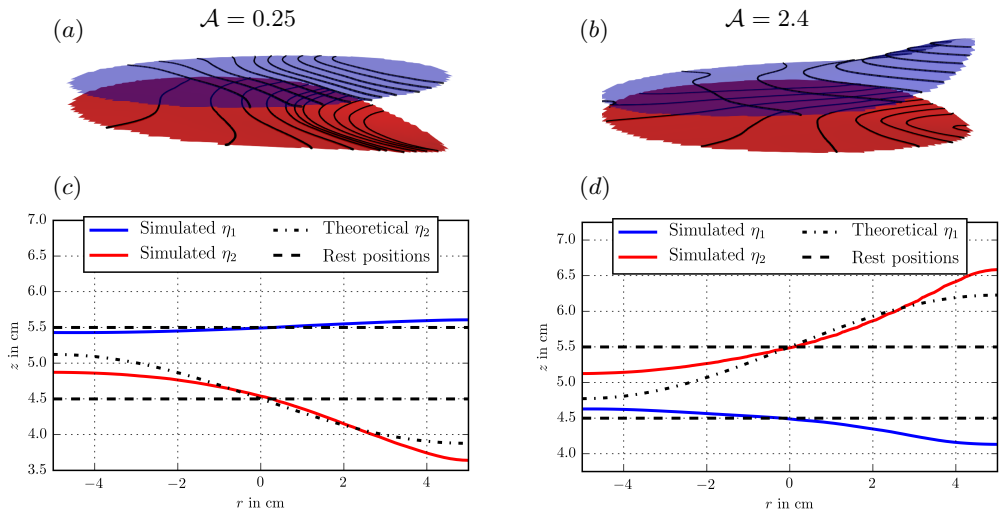 𝒜 = 0.25
𝒜 = 2.4
(a)
(b)
(c)
(d)
7.0
6.5
6.0
5.5
5.0
4.5
4.0
3.5
z in cm
Simulated η₁
Simulated η₂
Theoretical η₂
Rest positions
−4
−2
0
2
4
r in cm
7.0
6.5
6.0
5.5
5.0
4.5
4.0
z in cm
Simulated η₁
Simulated η₂
Theoretical η₁
Rest positions
−4
−2
0
2
4
r in cm